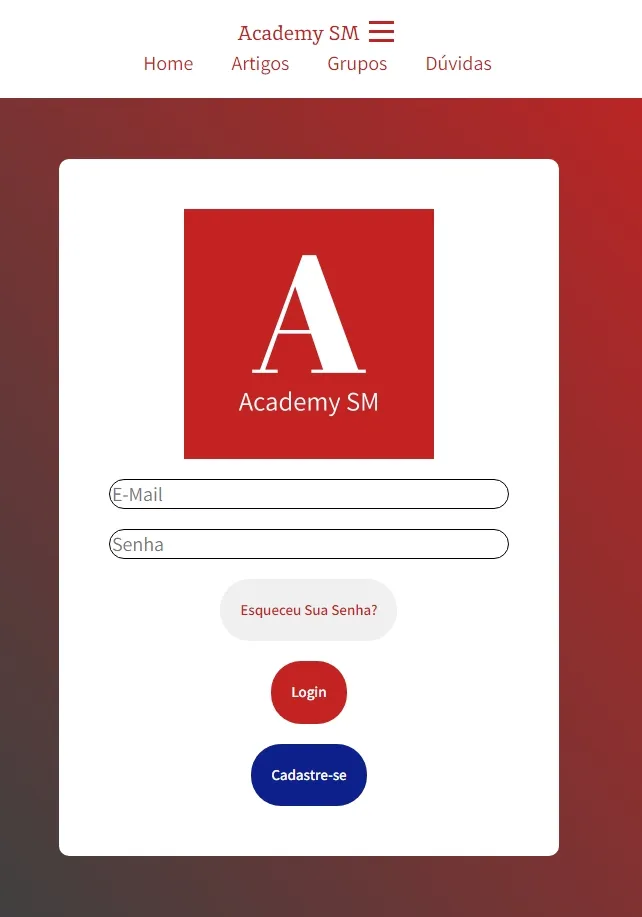 Academy SM
Home Artigos Grupos Dúvidas
A
Academy SM
E-Mail
Senha
Esqueceu Sua Senha?
Login
Cadastre-se